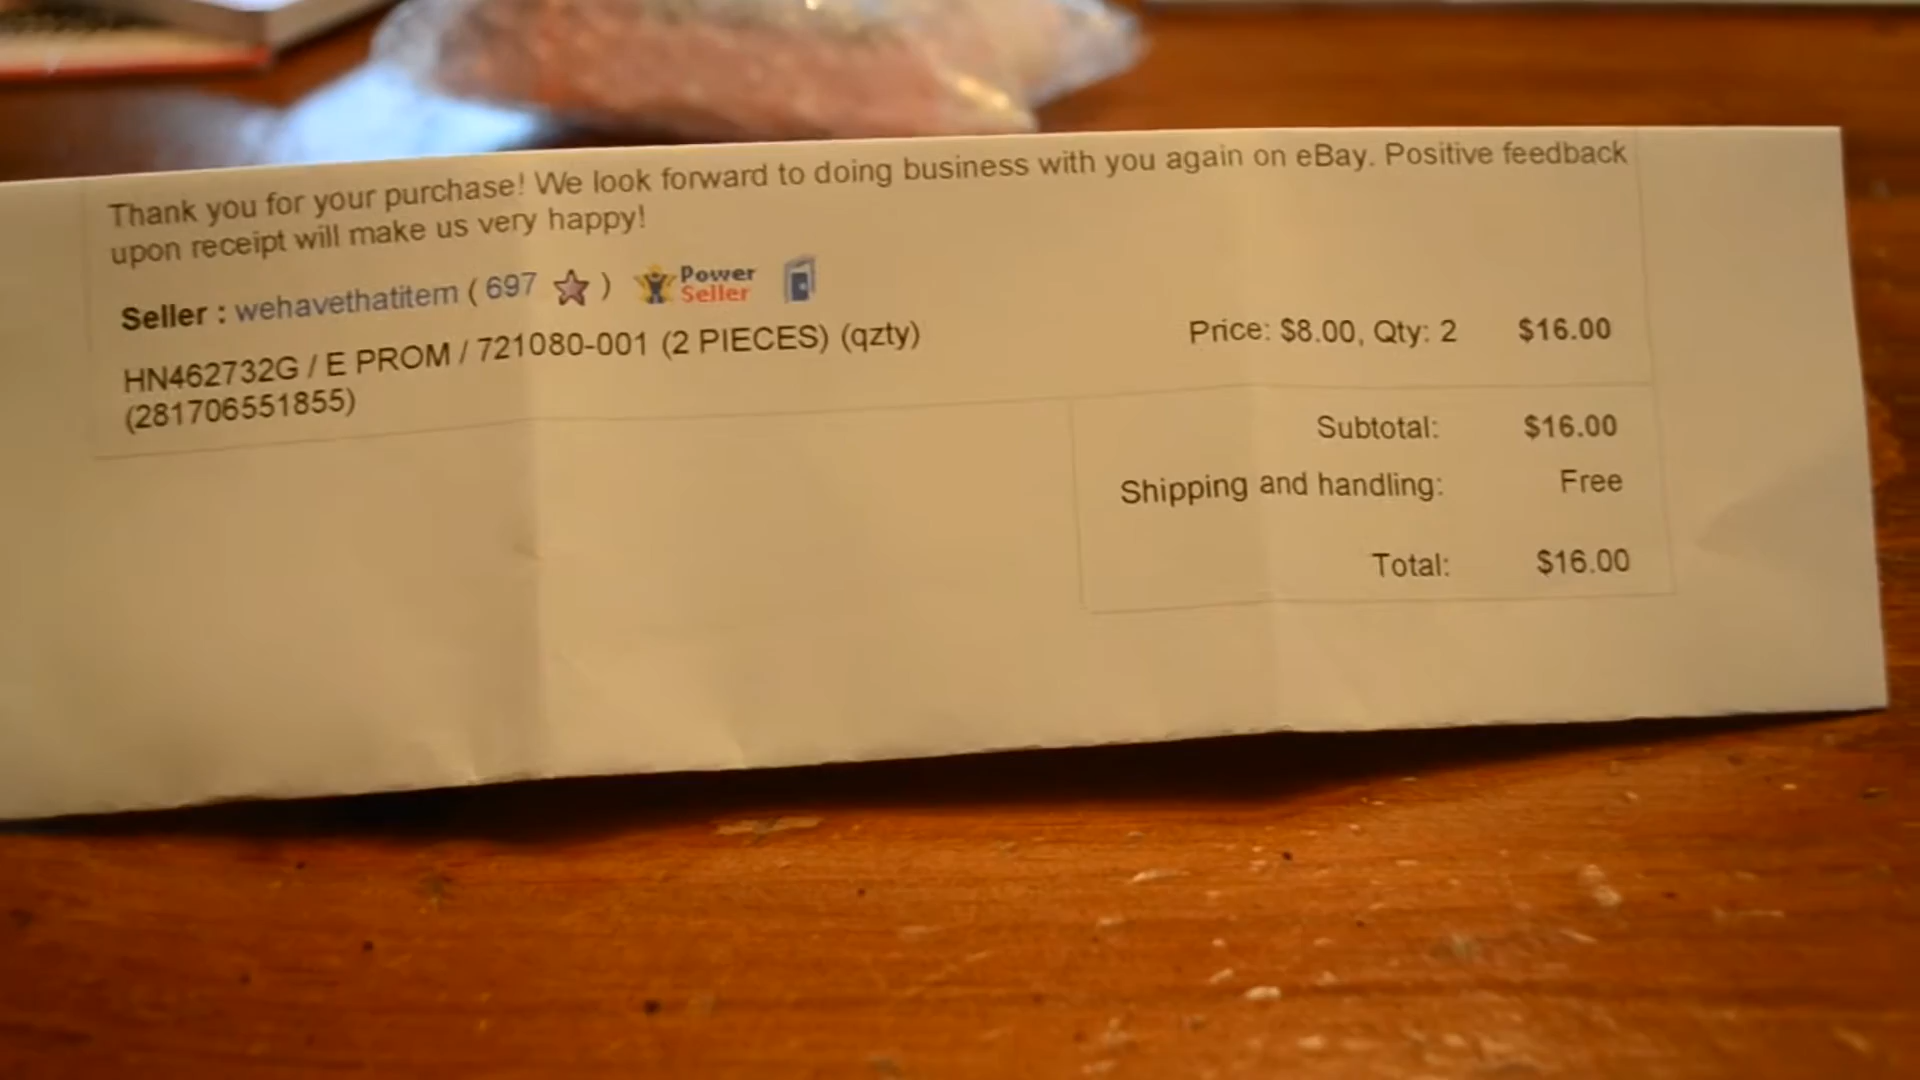 Thank you for your purchase! We look forward to doing business with you again on eBay. Positive feedback
upon receipt will make us very happy!
Seller : wehavethatitem ( 697 ) Power Seller
HN462732G / E PROM / 721080-001 (2 PIECES) (qzty) Price: $8.00, Qty: 2 $16.00
(281706551855)
Subtotal: $16.00
Shipping and handling: Free
Total: $16.00